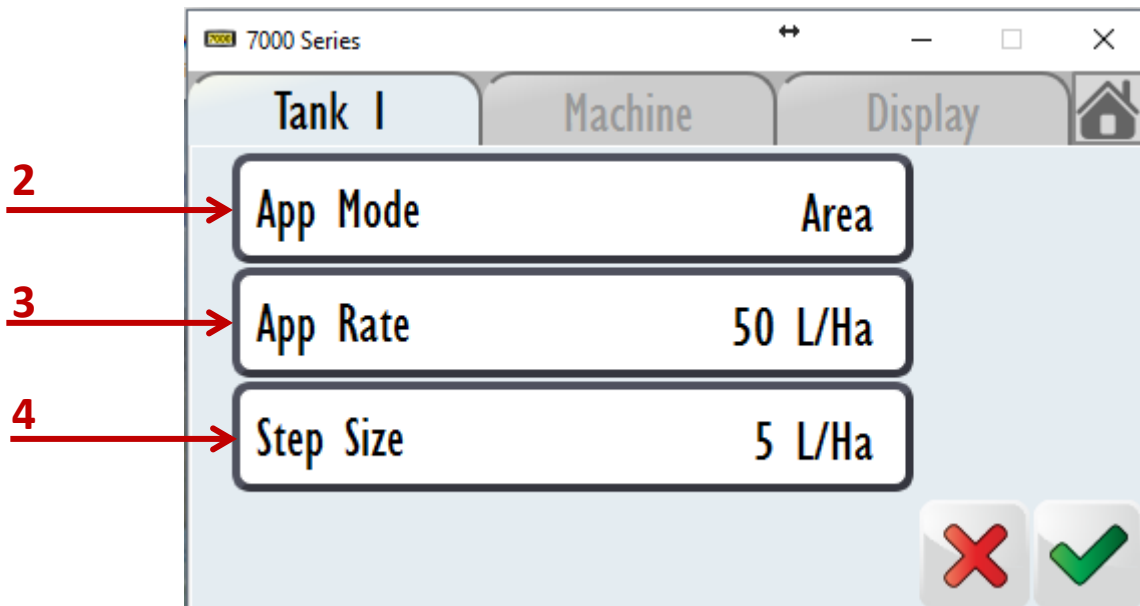 7000 Series
Tank 1 Machine Display
2 App Mode Area
3 App Rate 50 L/Ha
4 Step Size 5 L/Ha